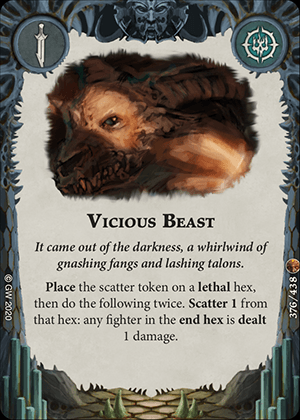 VICIOUS BEAST
It came out of the darkness, a whirlwind of
gnashing fangs and lashing talons.
Place the scatter token on a lethal hex,
then do the following twice. Scatter 1 from
that hex: any fighter in the end hex is dealt
1 damage.
© GW 2020
376/438